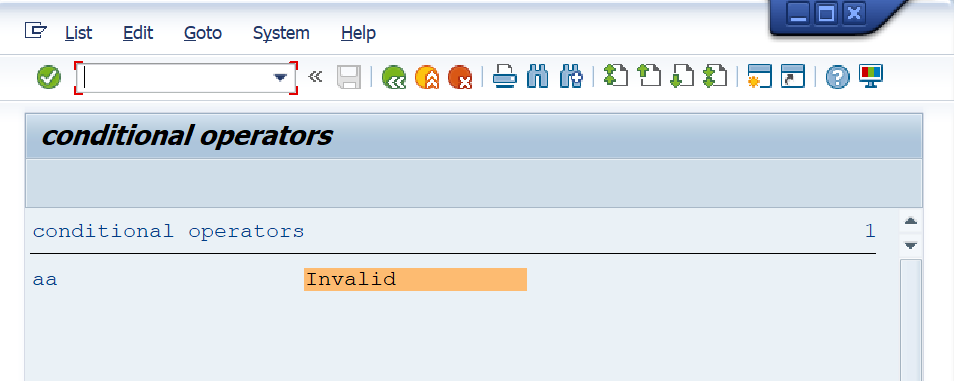 List Edit Goto System Help
conditional operators
conditional operators 1
aa Invalid